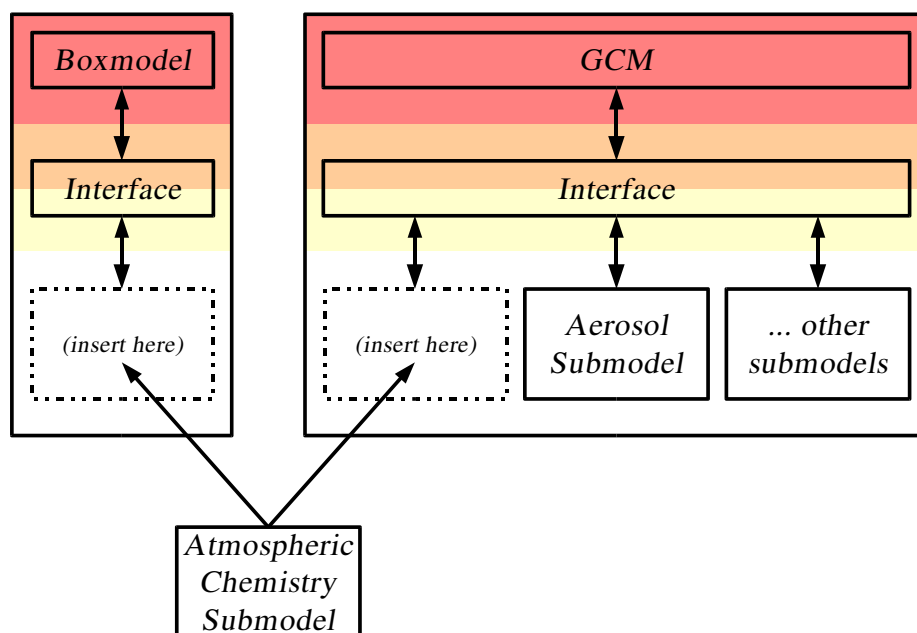 Boxmodel
GCM
Interface
Interface
(insert here)
(insert here)
Aerosol
Submodel
... other
submodels
Atmospheric
Chemistry
Submodel